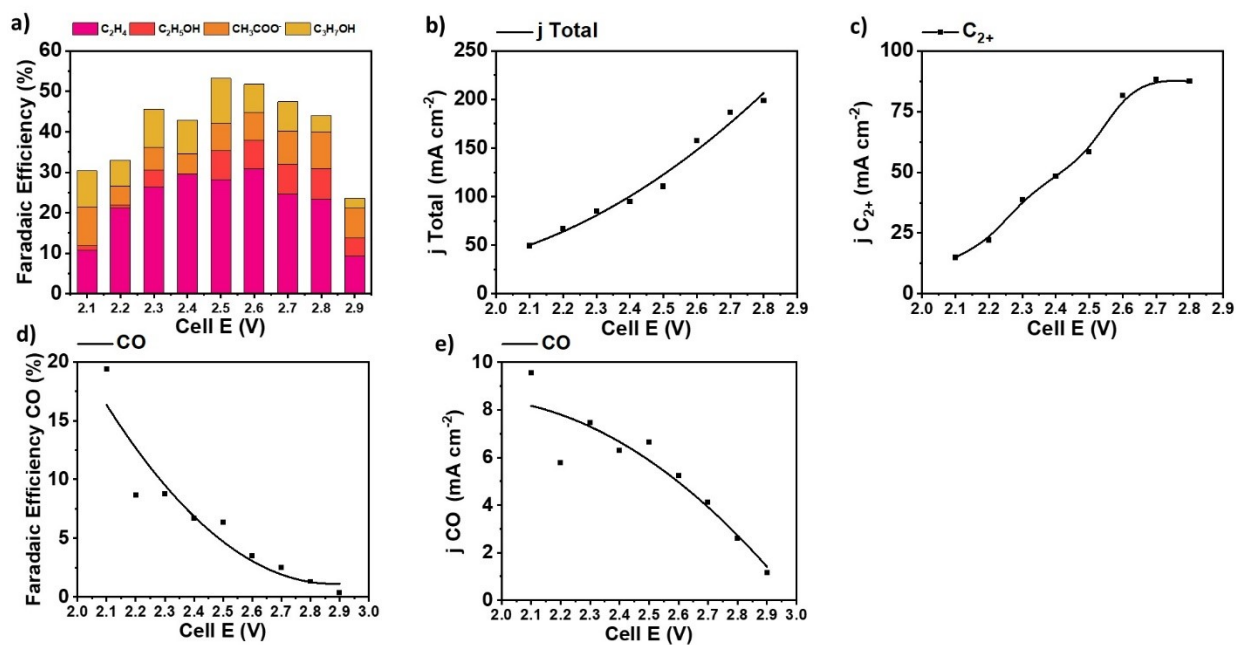 a)
C₂H₄ C₂H₅OH CH₃COO⁻ C₃H₇OH
Faradaic Efficiency (%)
60
50
40
30
20
10
0
2.1 2.2 2.3 2.4 2.5 2.6 2.7 2.8 2.9
Cell E (V)
b)
j Total
j Total (mA cm⁻²)
250
200
150
100
50
0
2.0 2.1 2.2 2.3 2.4 2.5 2.6 2.7 2.8 2.9
Cell E (V)
c)
C₂₊
j C₂₊ (mA cm⁻²)
100
75
50
25
0
2.0 2.1 2.2 2.3 2.4 2.5 2.6 2.7 2.8 2.9
Cell E (V)
d)
CO
Faradaic Efficiency CO (%)
20
15
10
5
0
2.0 2.1 2.2 2.3 2.4 2.5 2.6 2.7 2.8 2.9 3.0
Cell E (V)
e)
CO
j CO (mA cm⁻²)
10
8
6
4
2
0
2.0 2.1 2.2 2.3 2.4 2.5 2.6 2.7 2.8 2.9 3.0
Cell E (V)